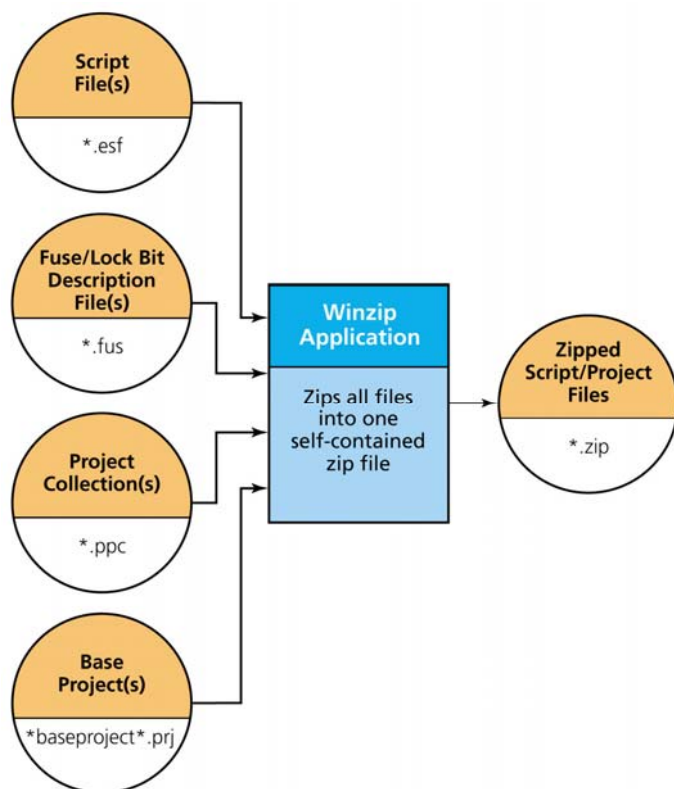 Script
File(s)
*.esf
Fuse/Lock Bit
Description
File(s)
*.fus
Project
Collection(s)
*.ppc
Base
Project(s)
*baseproject*.prj
Winzip
Application
Zips all files
into one
self-contained
zip file
Zipped
Script/Project
Files
*.zip